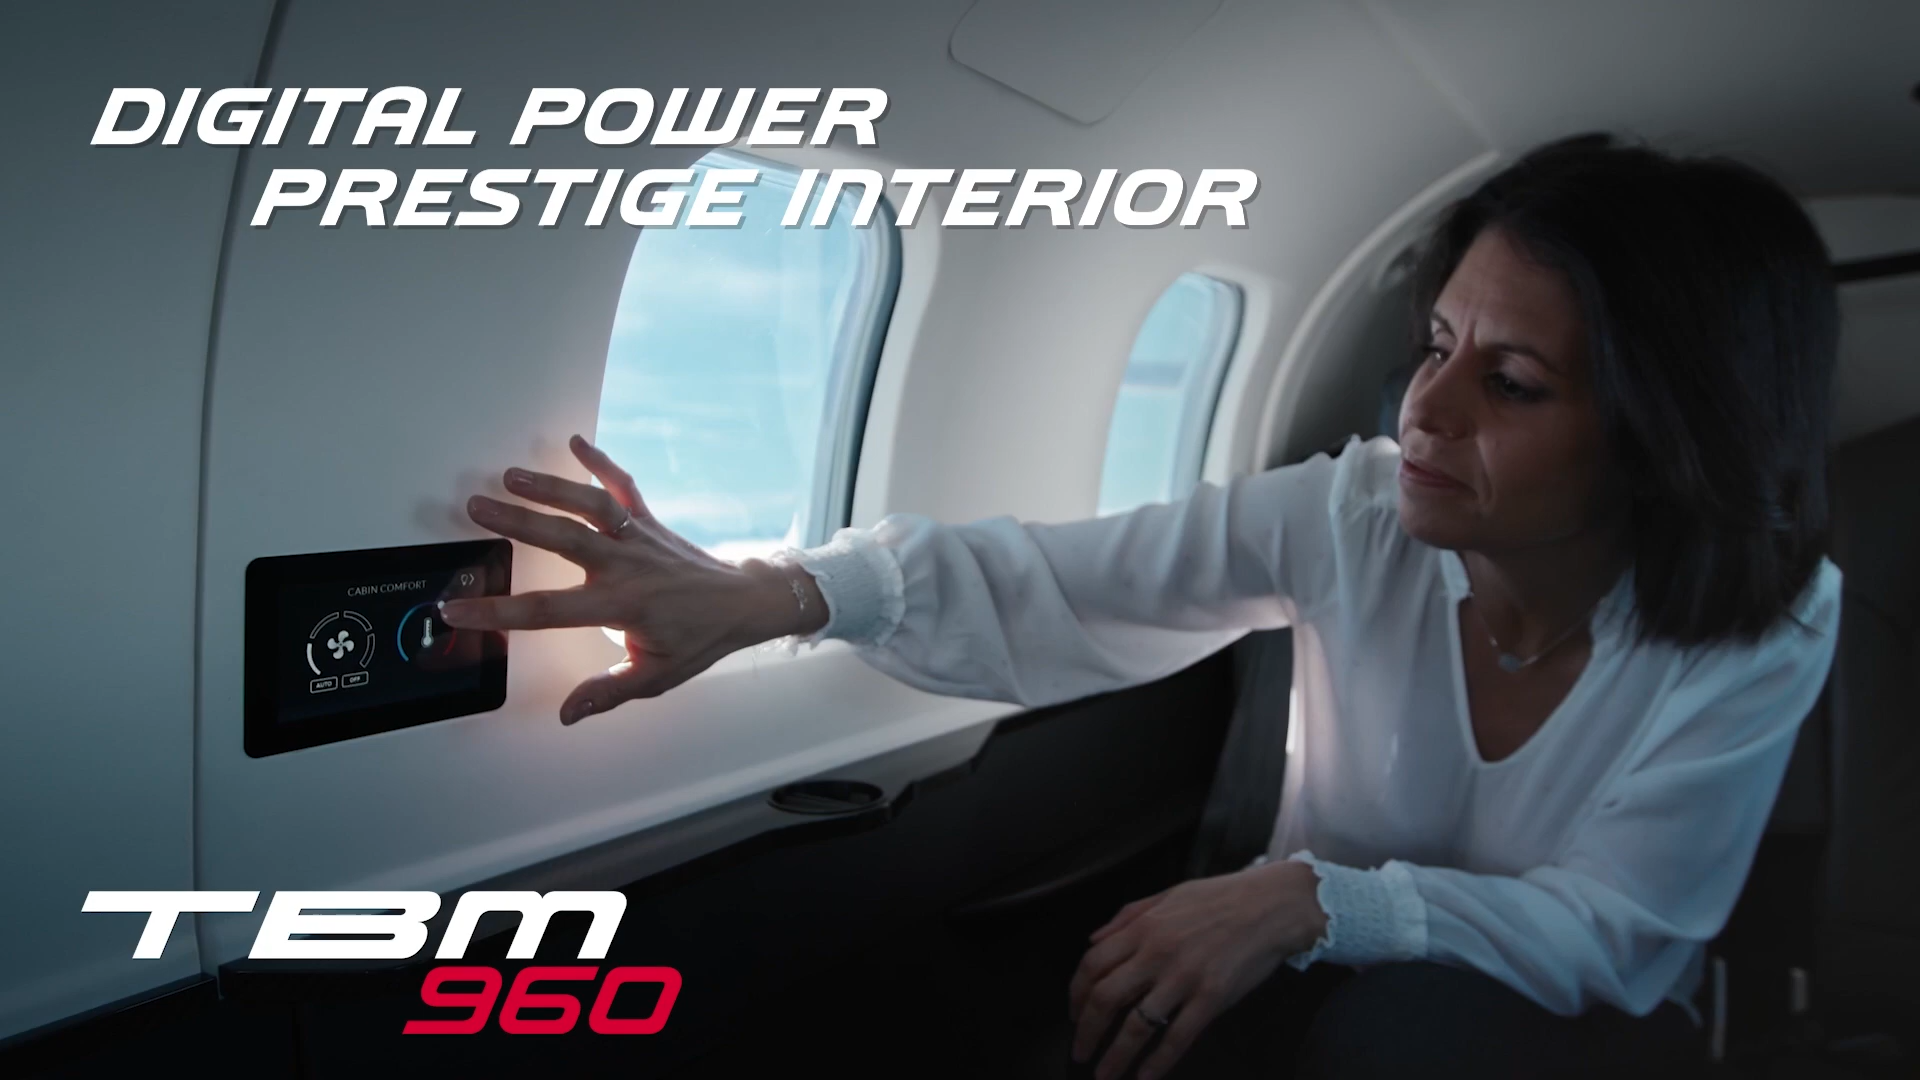 DIGITAL POWER
PRESTIGE INTERIOR
CABIN COMFORT
AUTO OFF
TBM
960